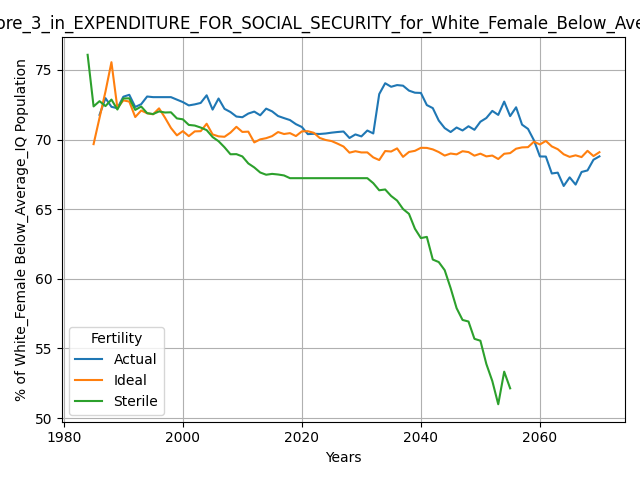 ore_3_in_EXPENDITURE_FOR_SOCIAL_SECURITY_for_White_Female_Below_Ave
% of White_Female Below_Average_IQ Population
75
70
65
60
55
50
Fertility
Actual
Ideal
Sterile
1980
2000
2020
2040
2060
Years